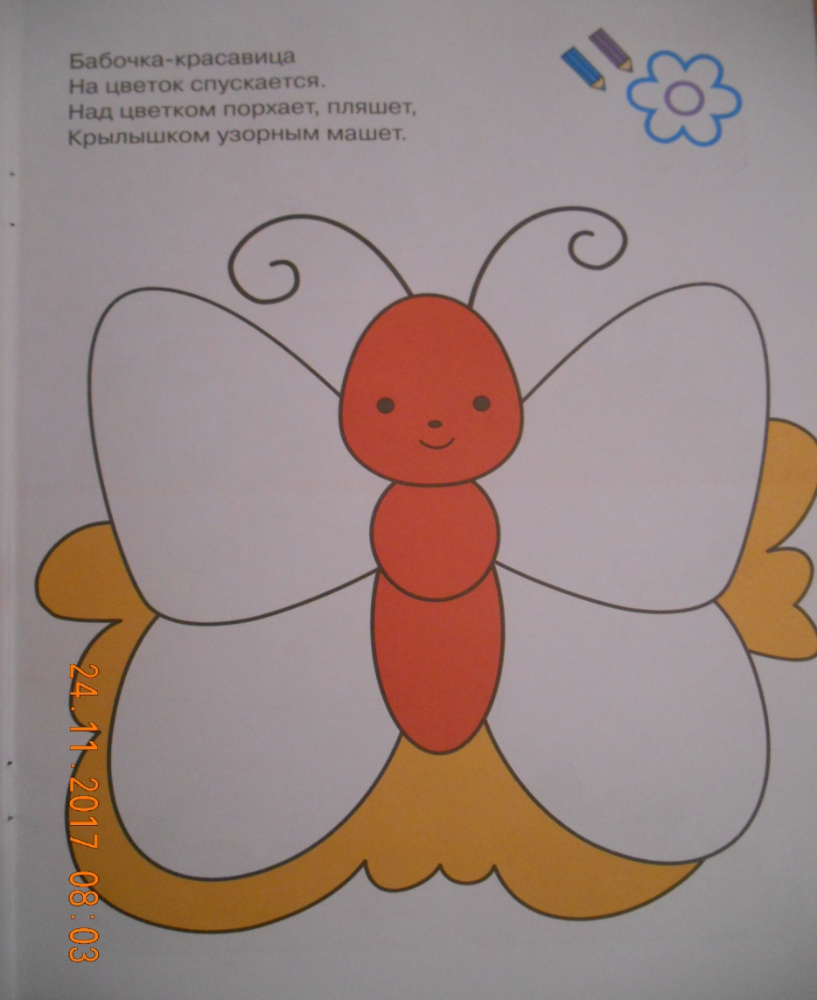 Бабочка-красавица
На цветок спускается.
Над цветком порхает, пляшет,
Крылышком узорным машет.
24.11.2017 08:03